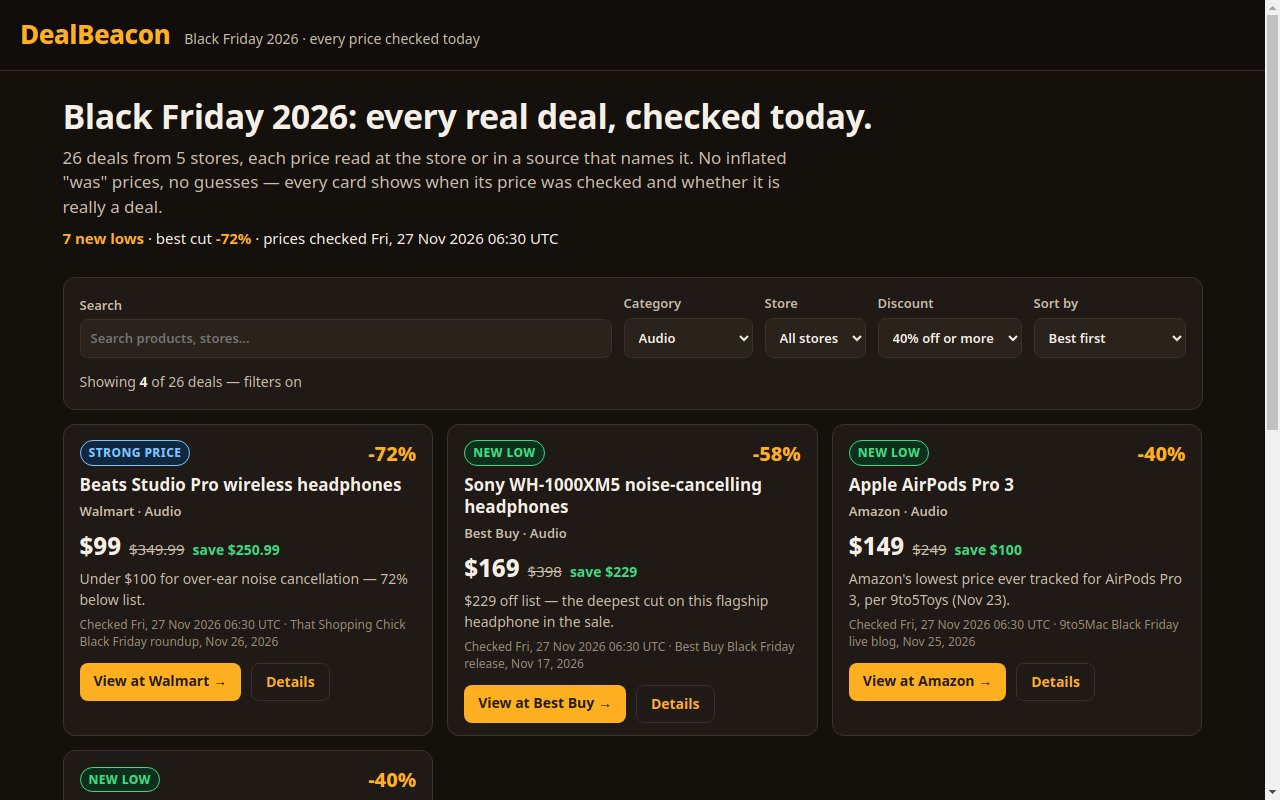 DealBeacon Black Friday 2026 · every price checked today
Black Friday 2026: every real deal, checked today.
26 deals from 5 stores, each price read at the store or in a source that names it. No inflated
"was" prices, no guesses — every card shows when its price was checked and whether it is
really a deal.
7 new lows · best cut -72% · prices checked Fri, 27 Nov 2026 06:30 UTC
Search
Search products, stores...
Category
Audio
Store
All stores
Discount
40% off or more
Sort by
Best first
Showing 4 of 26 deals — filters on
STRONG PRICE
-72%
Beats Studio Pro wireless headphones
Walmart · Audio
$99 $349.99 save $250.99
Under $100 for over-ear noise cancellation — 72%
below list.
Checked Fri, 27 Nov 2026 06:30 UTC · That Shopping Chick
Black Friday roundup, Nov 26, 2026
View at Walmart →
Details
NEW LOW
-58%
Sony WH-1000XM5 noise-cancelling
headphones
Best Buy · Audio
$169 $398 save $229
$229 off list — the deepest cut on this flagship
headphone in the sale.
Checked Fri, 27 Nov 2026 06:30 UTC · Best Buy Black Friday
release, Nov 17, 2026
View at Best Buy →
Details
NEW LOW
-40%
Apple AirPods Pro 3
Amazon · Audio
$149 $249 save $100
Amazon's lowest price ever tracked for AirPods Pro
3, per 9to5Toys (Nov 23).
Checked Fri, 27 Nov 2026 06:30 UTC · 9to5Mac Black Friday
live blog, Nov 25, 2026
View at Amazon →
Details
NEW LOW
-40%